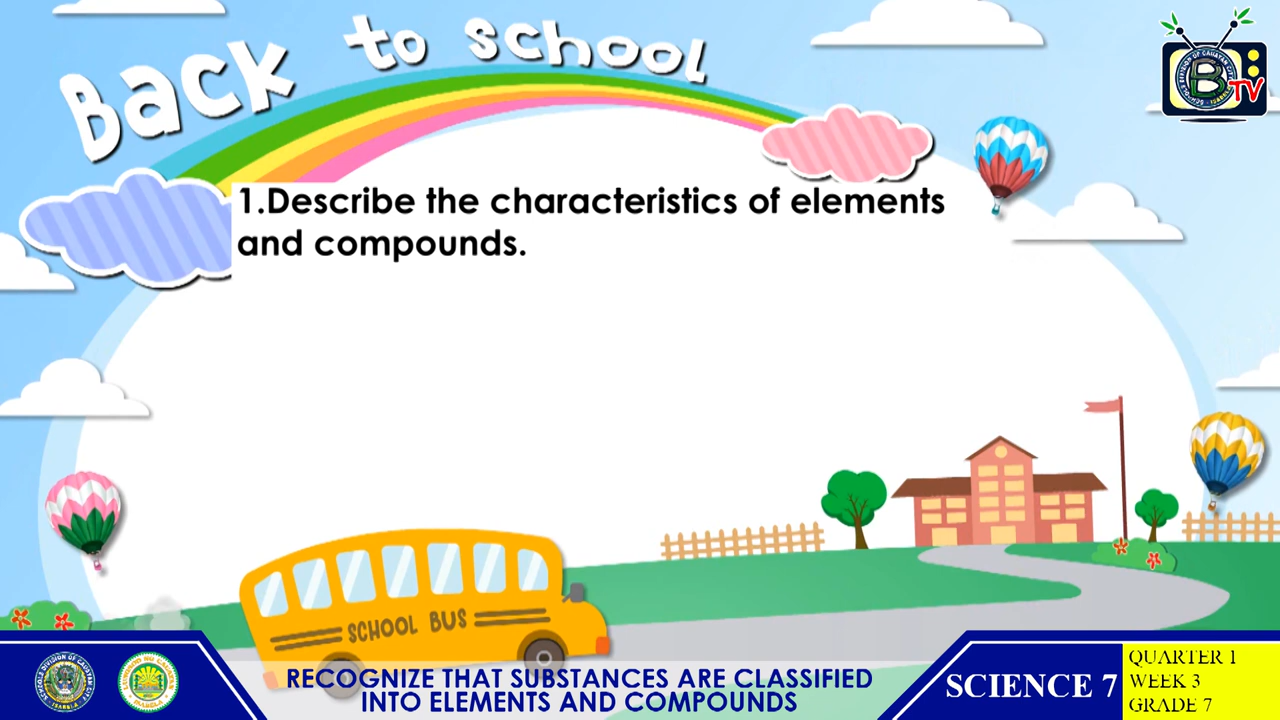 Back to school
B TV
1.Describe the characteristics of elements
and compounds.
SCHOOL BUS
RECOGNIZE THAT SUBSTANCES ARE CLASSIFIED
INTO ELEMENTS AND COMPOUNDS
SCIENCE 7
QUARTER 1
WEEK 3
GRADE 7